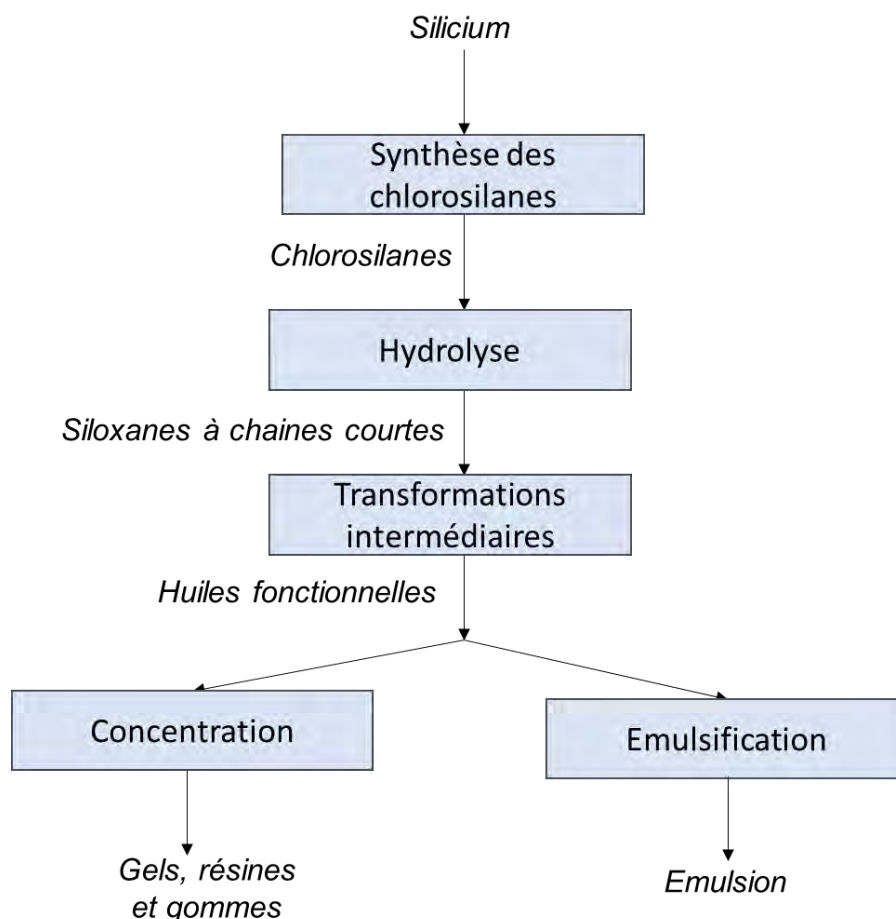 Silicium
Synthèse des
chlorosilanes
Chlorosilanes
Hydrolyse
Siloxanes à chaines courtes
Transformations
intermédiaires
Huiles fonctionnelles
Concentration
Emulsification
Gels, résines
et gommes
Emulsion